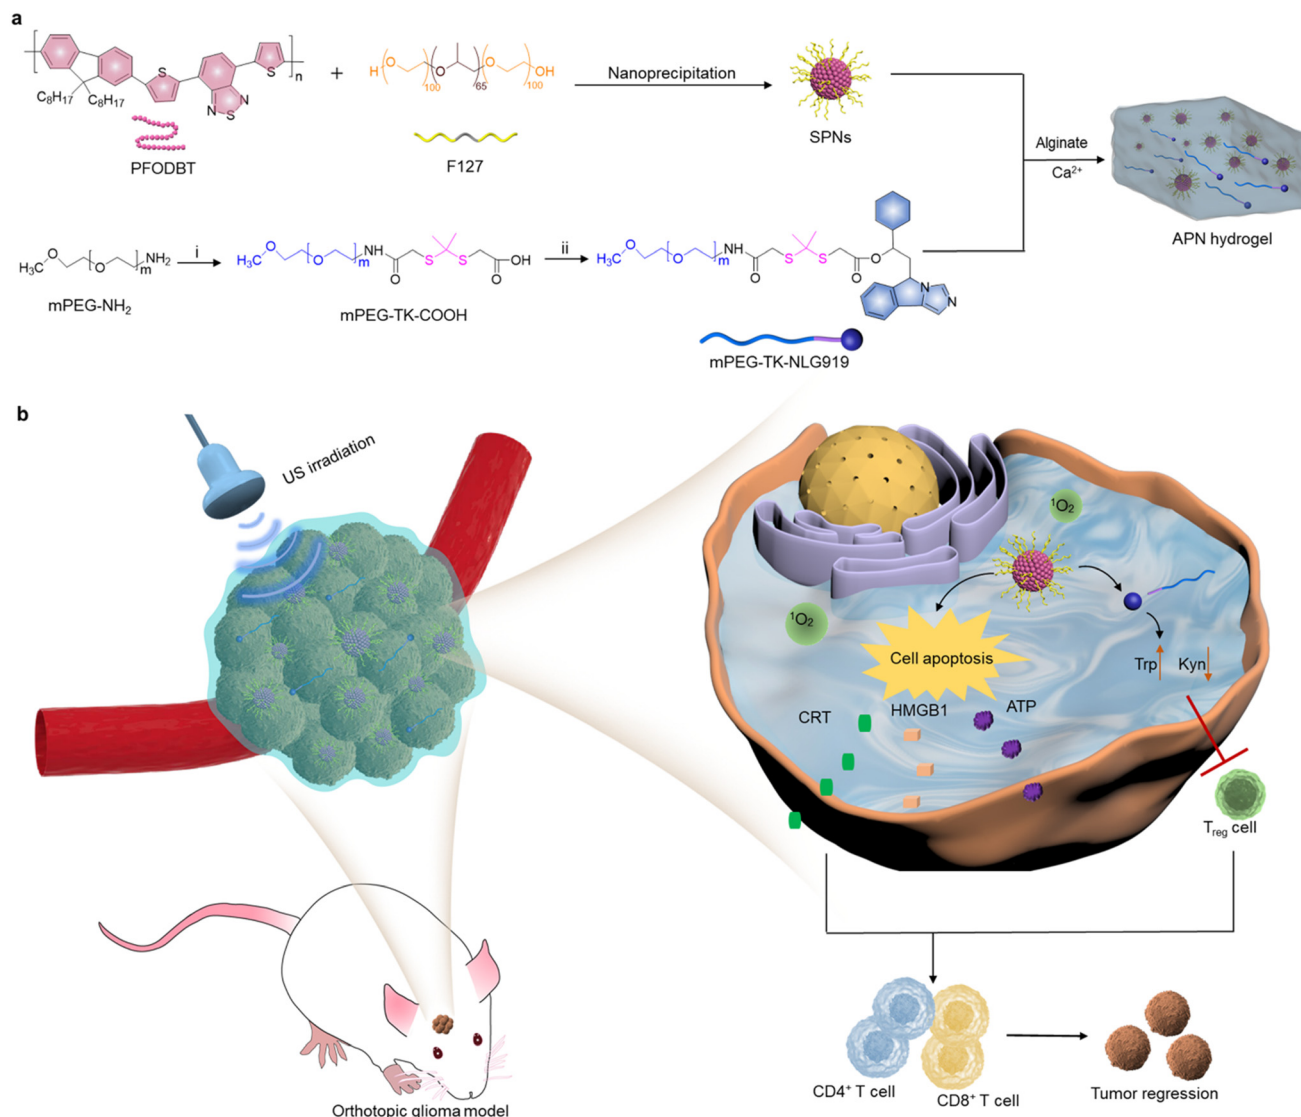 a
n
C₈H₁₇
C₈H₁₇
S
S
N
N
S
PFODBT
+
H
O
100
O
65
O
100
OH
F127
Nanoprecipitation
SPNs
Alginate
Ca²⁺
APN hydrogel
H₃C
O
O
m
NH₂
mPEG-NH₂
i
H₃C
O
O
m
NH
O
S
S
O
OH
mPEG-TK-COOH
ii
H₃C
O
O
m
NH
O
S
S
O
O
N
N
mPEG-TK-NLG919
b
US irradiation
¹O₂
¹O₂
Cell apoptosis
Trp
Kyn
CRT
HMGB1
ATP
Treg cell
CD4⁺ T cell
CD8⁺ T cell
Tumor regression
Orthotopic glioma model